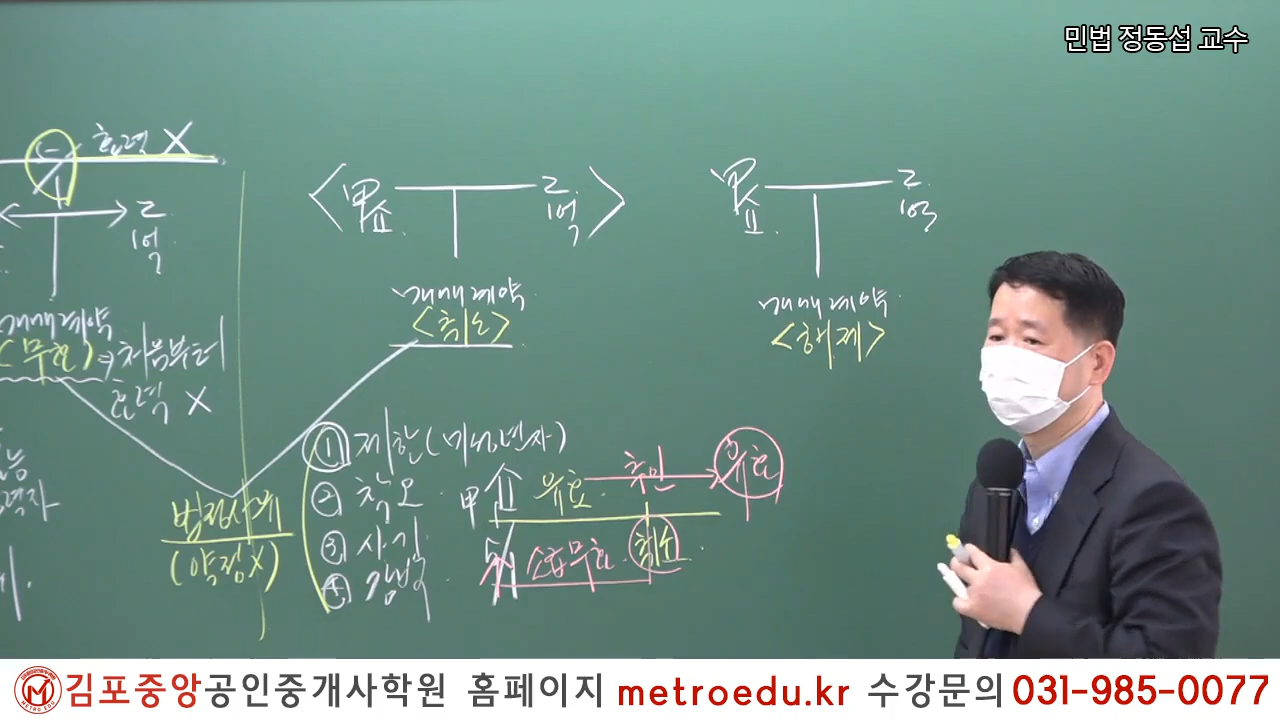 민법 정동섭 교수
효력 X
乙
1억
매매계약
(무효)⇒처음부터
효력 X
법정사유
(약정X)
甲 乙
1억
매매계약
<취소>
① 제한(미성년자)
② 착오
③ 사기
④ 강박
甲 유효 추인 유효
소급무효 취소
甲 乙
1억
매매계약
<해제>
METRO EDU
김포중앙공인중개사학원 홈페이지 metroedu.kr 수강문의 031-985-0077